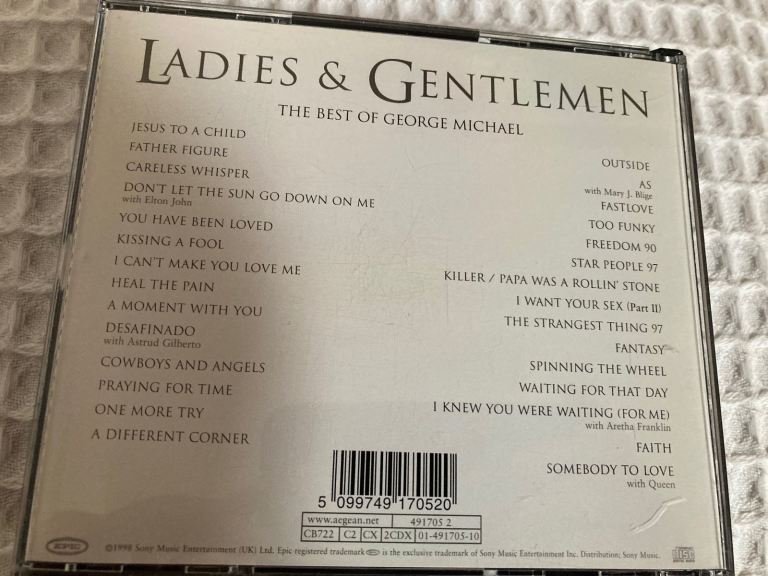 LADIES & GENTLEMEN
THE BEST OF GEORGE MICHAEL
JESUS TO A CHILD
FATHER FIGURE
CARELESS WHISPER
DON'T LET THE SUN GO DOWN ON ME
with Elton John
YOU HAVE BEEN LOVED
KISSING A FOOL
I CAN'T MAKE YOU LOVE ME
HEAL THE PAIN
A MOMENT WITH YOU
DESAFINADO
with Astrud Gilberto
COWBOYS AND ANGELS
PRAYING FOR TIME
ONE MORE TRY
A DIFFERENT CORNER
OUTSIDE
AS
with Mary J. Blige
FASTLOVE
TOO FUNKY
FREEDOM 90
STAR PEOPLE 97
KILLER / PAPA WAS A ROLLIN' STONE
I WANT YOUR SEX (Part II)
THE STRANGEST THING 97
FANTASY
SPINNING THE WHEEL
WAITING FOR THAT DAY
I KNEW YOU WERE WAITING (FOR ME)
with Aretha Franklin
FAITH
SOMEBODY TO LOVE
with Queen
5 099749 170520
www.aegean.net 491705 2
CB722 C2 CX 2CDX 01-491705-10
EPIC ©1998 Sony Music Entertainment (UK) Ltd. Epic registered trademark EPIC is the exclusive trademark of Sony Music Entertainment Inc. Distribution; Sony Music.
disc